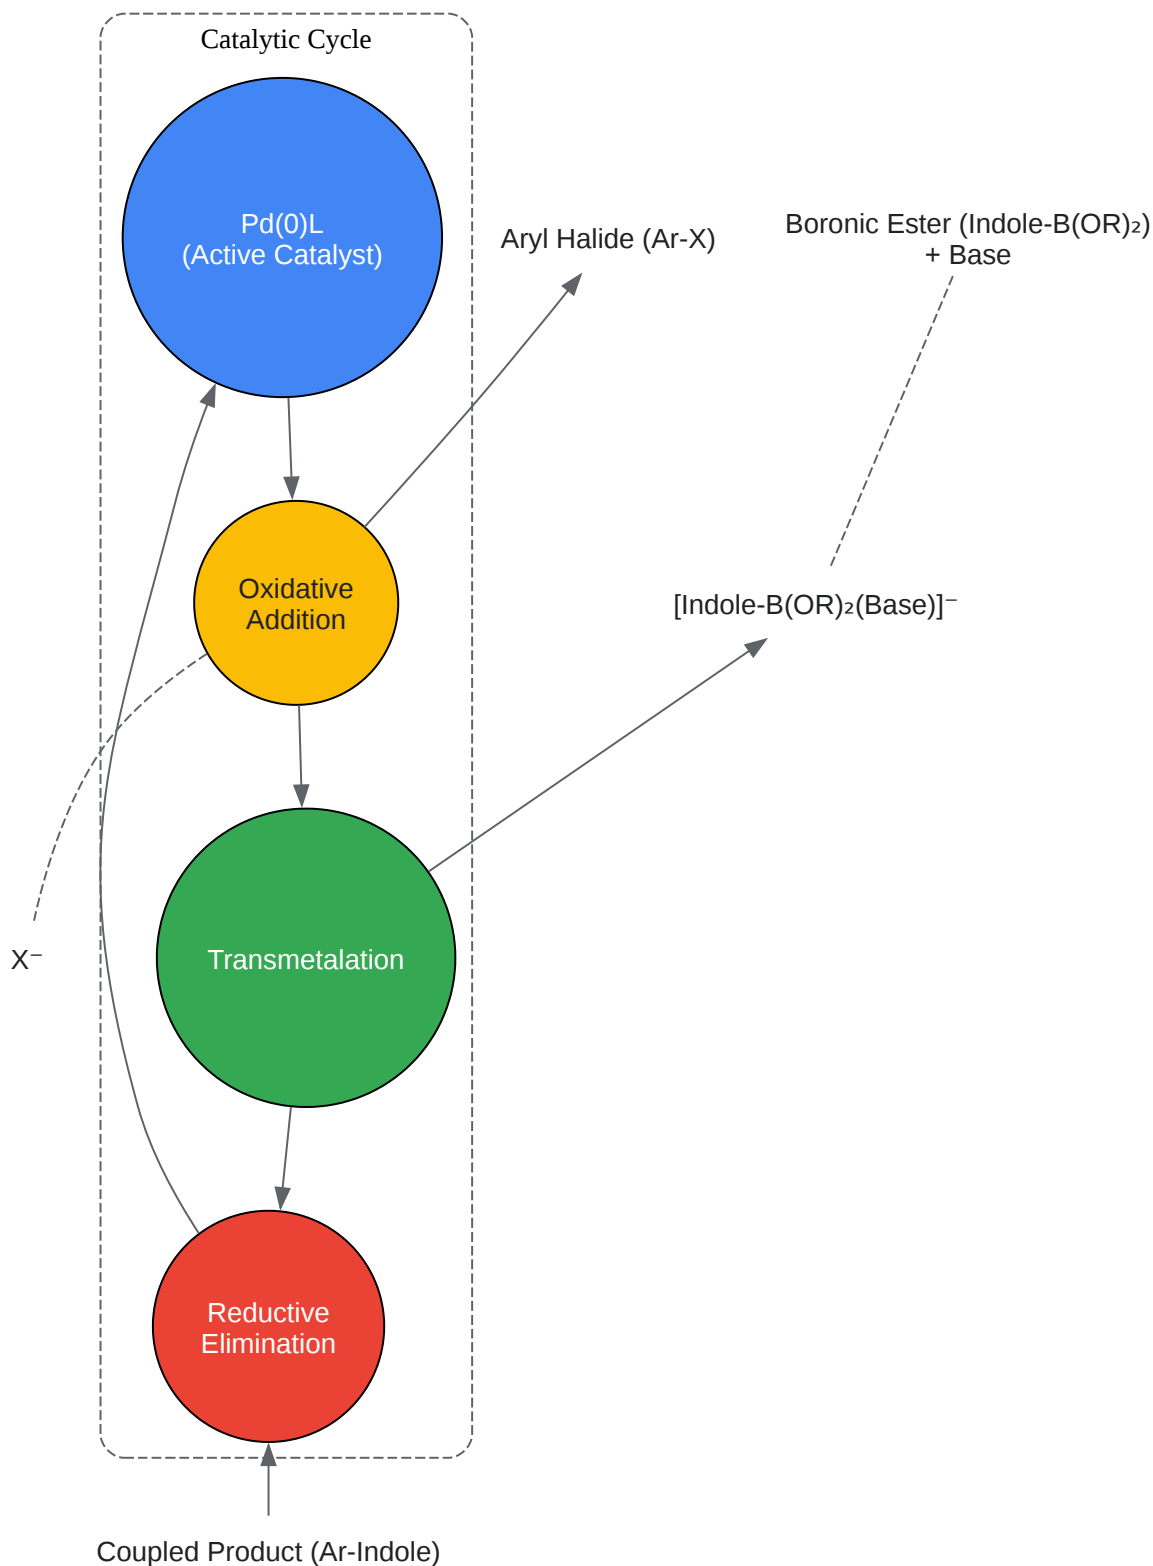 Catalytic Cycle
Pd(0)L
(Active Catalyst)
Aryl Halide (Ar-X)
Boronic Ester (Indole-B(OR)₂)
+ Base
Oxidative
Addition
[Indole-B(OR)₂(Base)]⁻
Transmetalation
X⁻
Reductive
Elimination
Coupled Product (Ar-Indole)